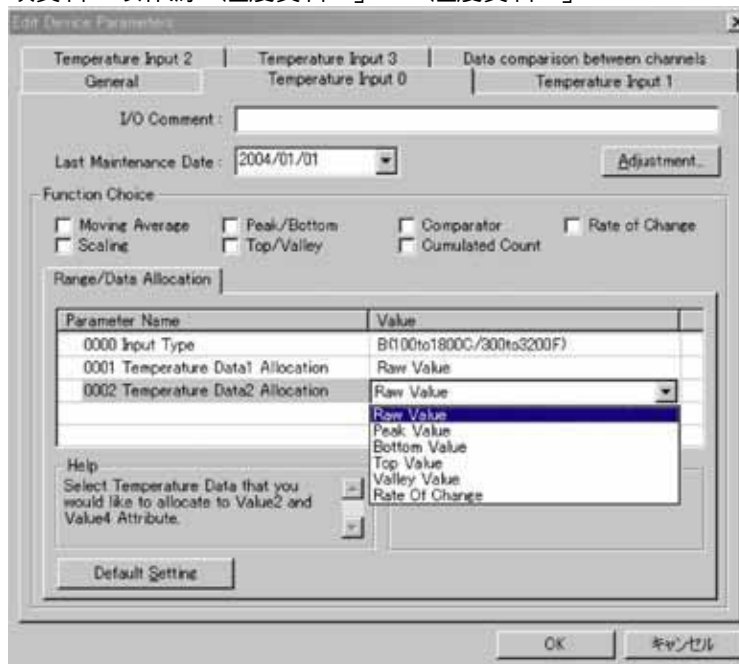 Edit Device Parameters
Temperature Input 2
Temperature Input 3
Data comparison between channels
General
Temperature Input 0
Temperature Input 1
I/O Comment :
Last Maintenance Date :
2004/01/01
Adjustment...
Function Choice
Moving Average
Peak/Bottom
Comparator
Rate of Change
Scaling
Top/Valley
Cumulated Count
Range/Data Allocation
Parameter Name
Value
0000 Input Type
B(100to1800C/300to3200F)
0001 Temperature Data1 Allocation
Raw Value
0002 Temperature Data2 Allocation
Raw Value
Raw Value
Peak Value
Bottom Value
Top Value
Valley Value
Rate Of Change
Help
Select Temperature Data that you
would like to allocate to Value2 and
Value4 Attribute.
Default Setting
OK
キャンセル